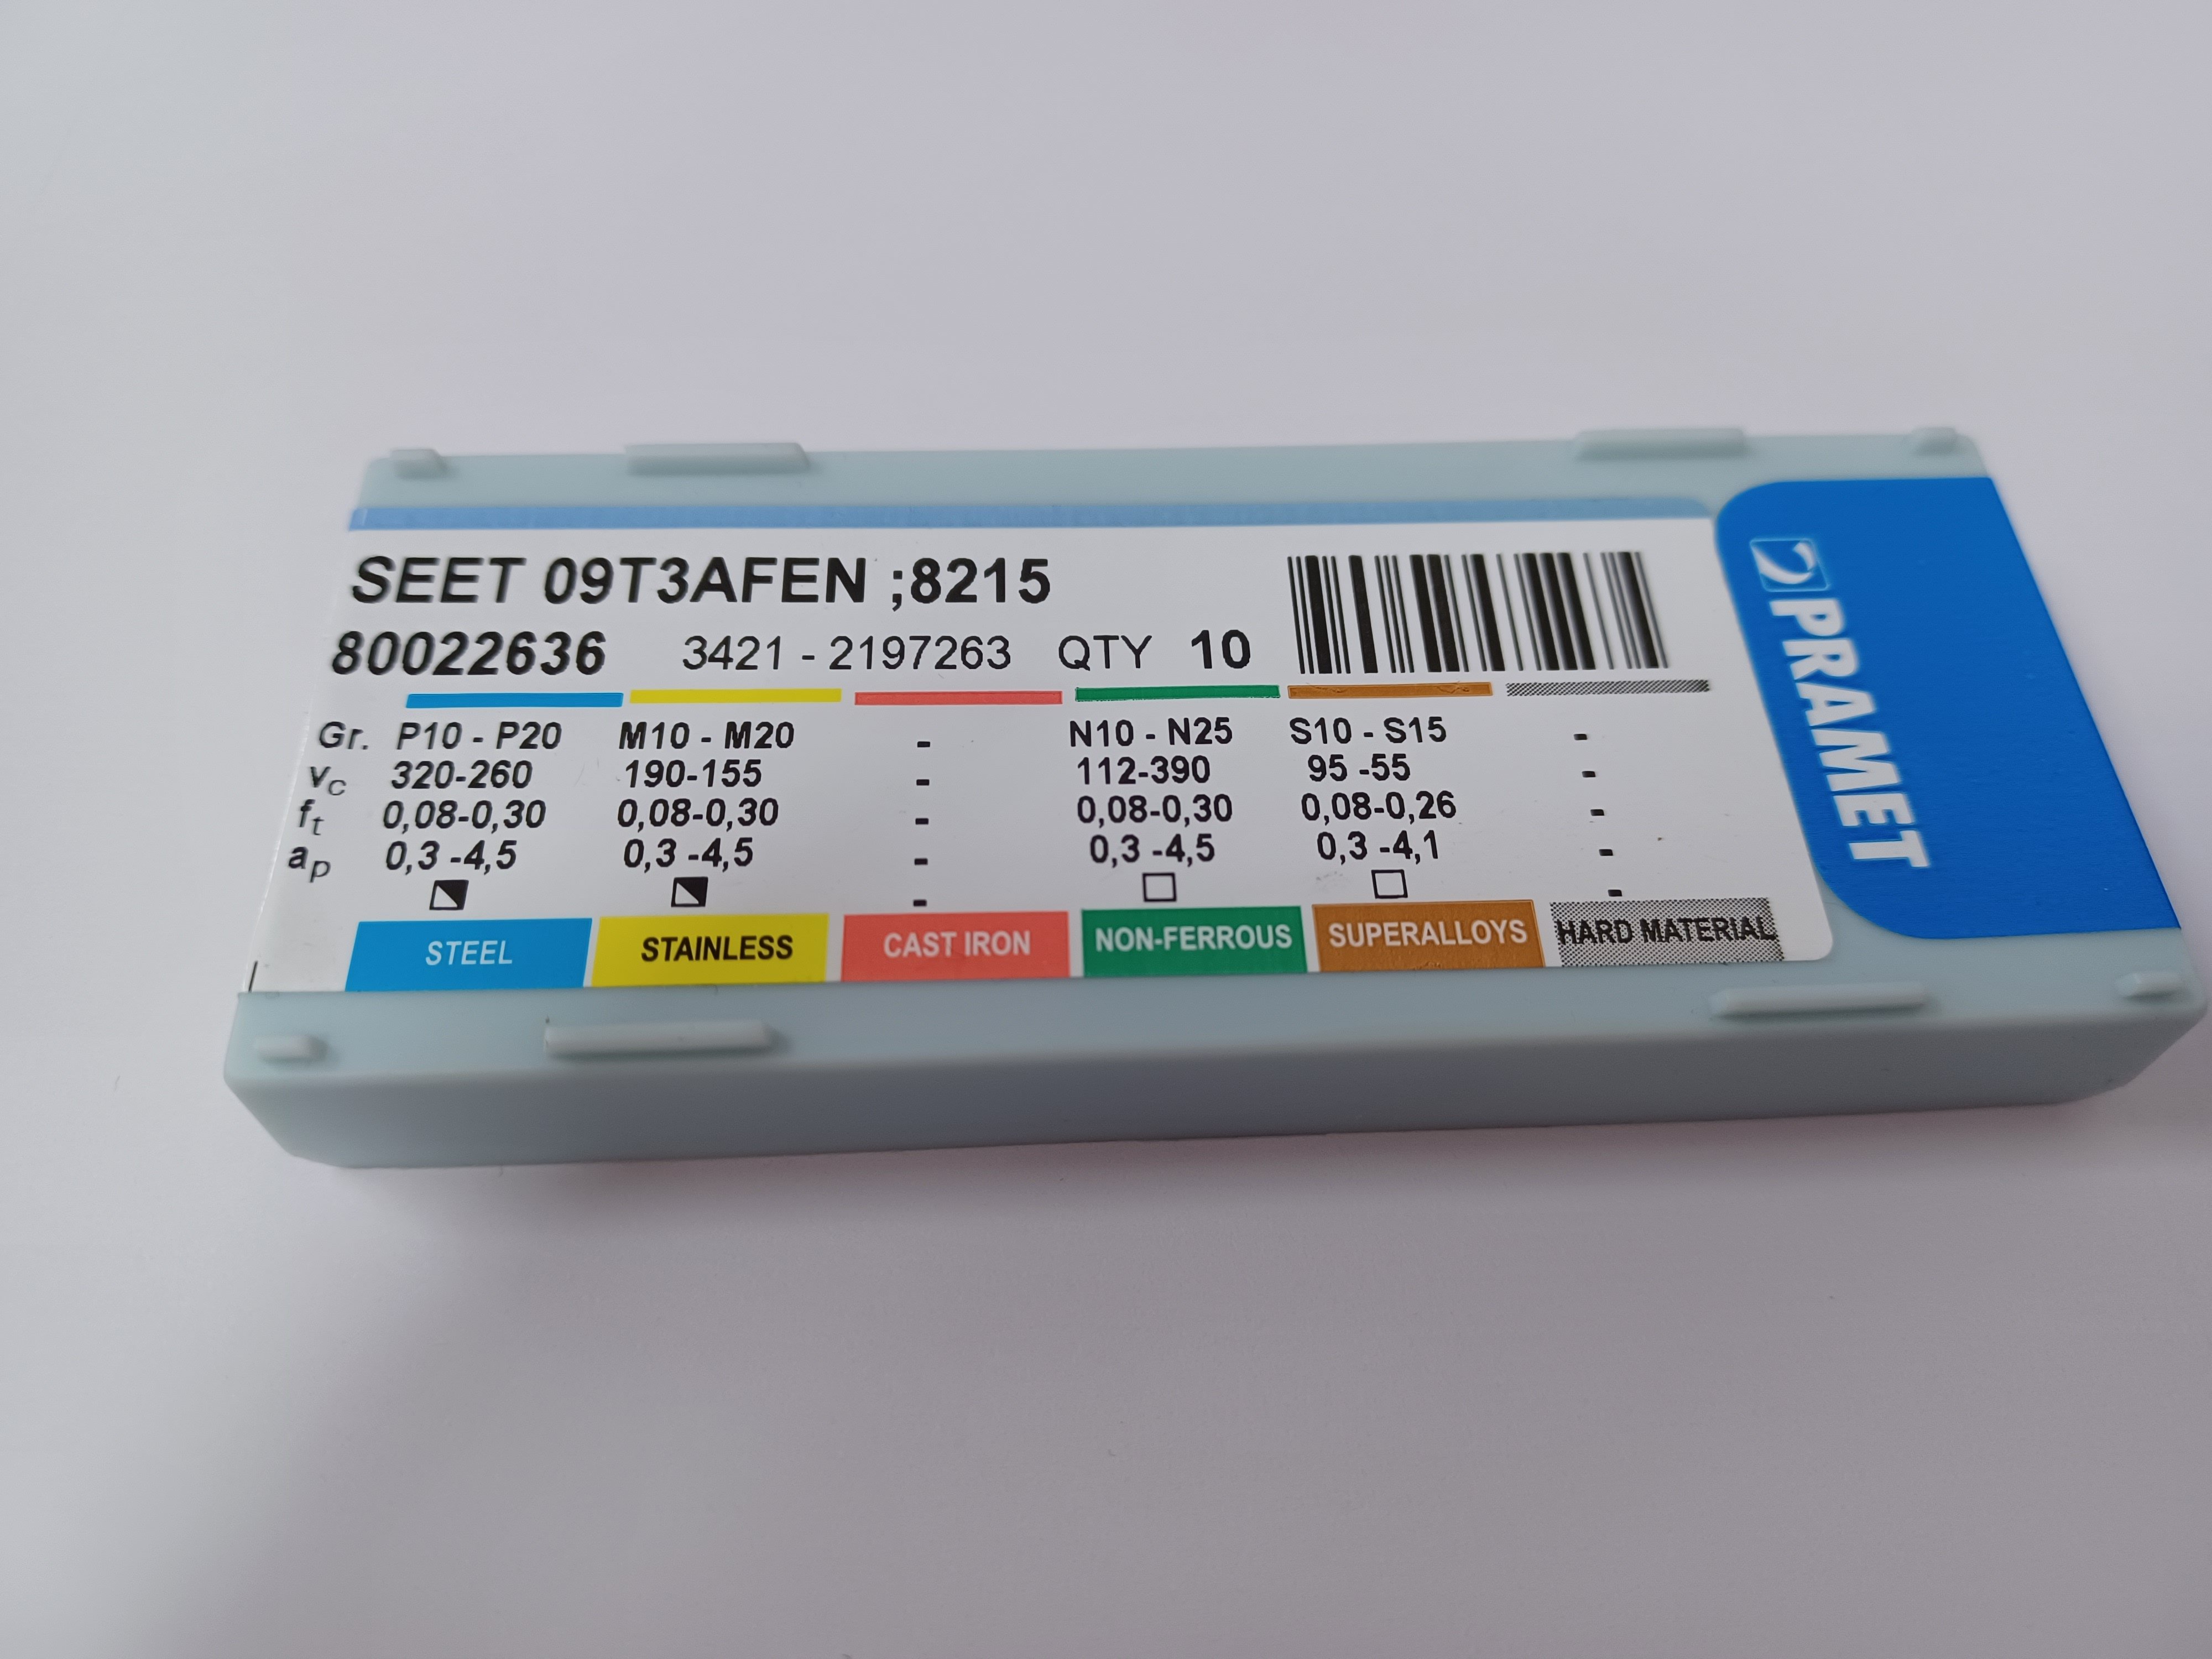 SEET 09T3AFEN ;8215
80022636 3421 - 2197263 QTY 10
Gr. P10 - P20 M10 - M20 - N10 - N25 S10 - S15 -
vc 320-260 190-155 - 112-390 95 -55 -
ft 0,08-0,30 0,08-0,30 - 0,08-0,30 0,08-0,26 -
ap 0,3 -4,5 0,3 -4,5 - 0,3 -4,5 0,3 -4,1 -
- -
STEEL STAINLESS CAST IRON NON-FERROUS SUPERALLOYS HARD MATERIAL
PRAMET